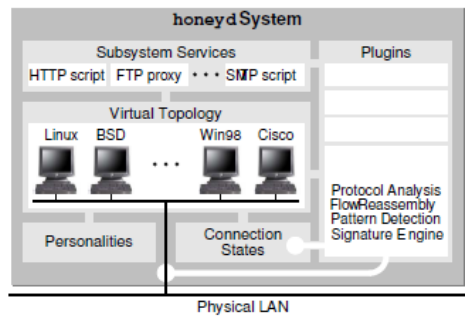 honeyd System
Subsystem Services
HTTP script FTP proxy ··· SMTP script
Plugins
Virtual Topology
Linux BSD ··· Win98 Cisco
Protocol Analysis
FlowReassembly
Pattern Detection
Signature Engine
Personalities
Connection
States
Physical LAN